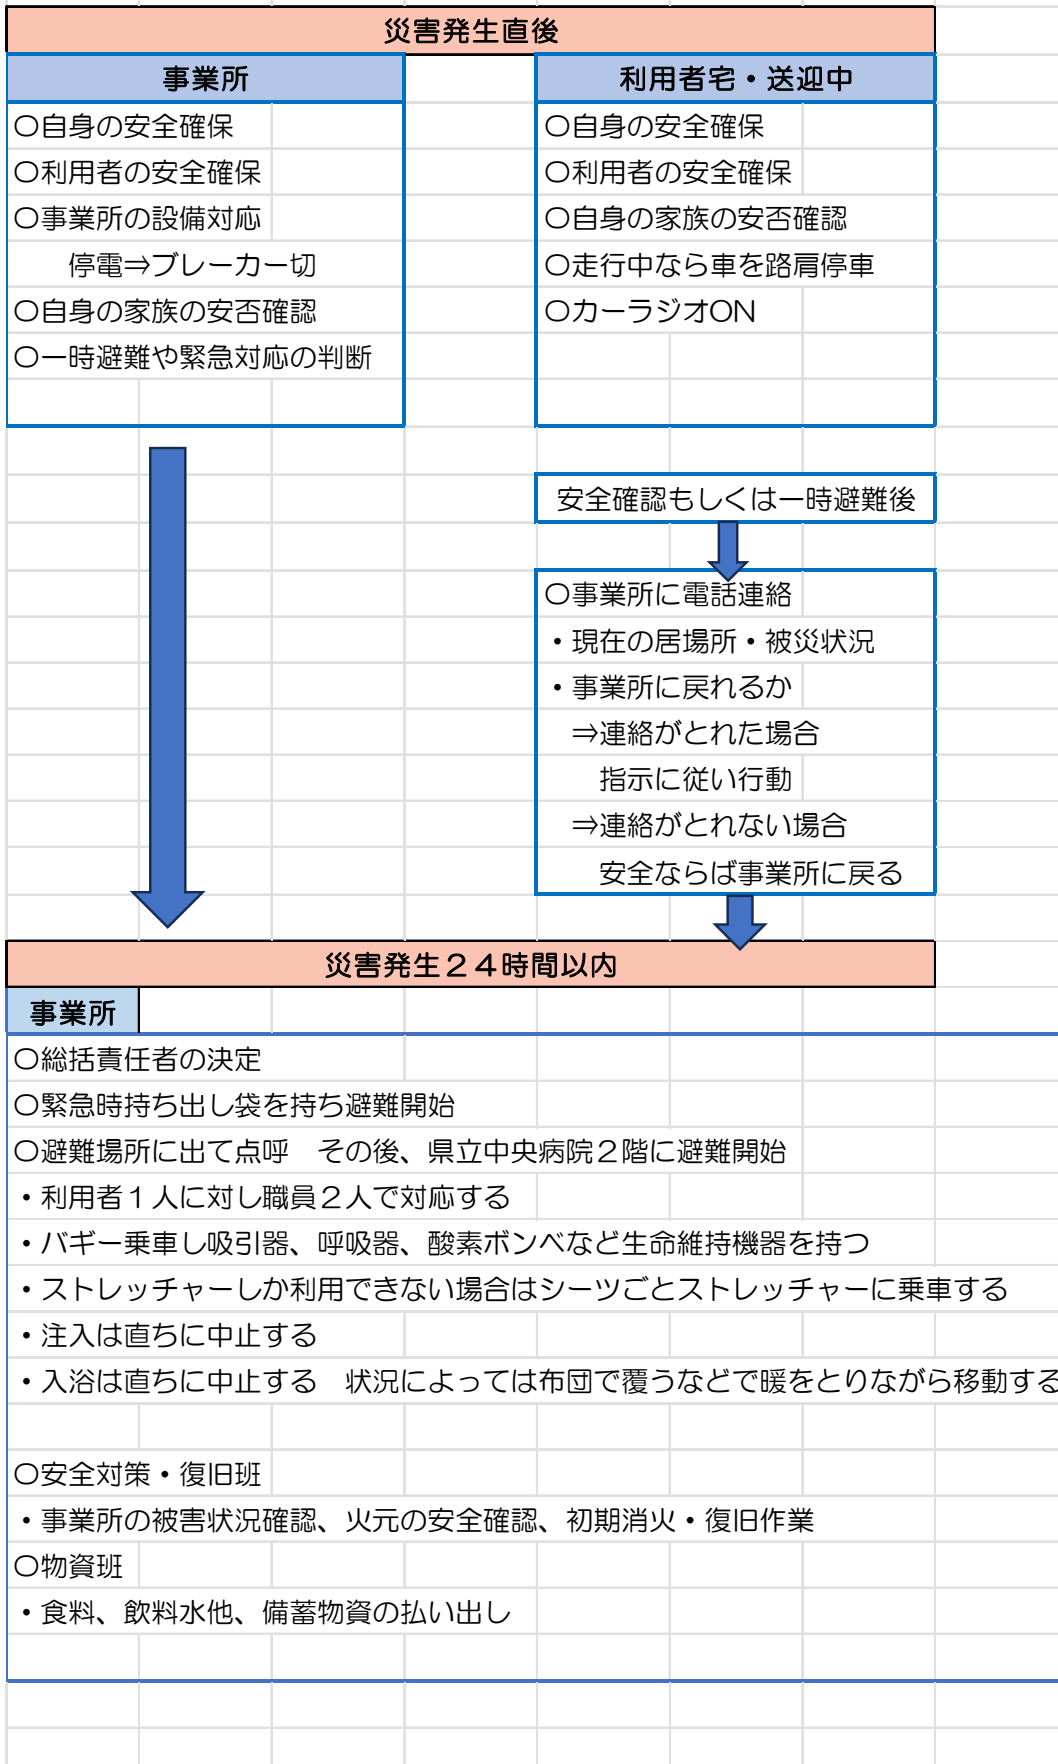 災害発生直後
事業所
〇自身の安全確保
〇利用者の安全確保
〇事業所の設備対応
停電⇒ブレーカー切
〇自身の家族の安否確認
〇一時避難や緊急対応の判断
利用者宅・送迎中
〇自身の安全確保
〇利用者の安全確保
〇自身の家族の安否確認
〇走行中なら車を路肩停車
〇カーラジオON
安全確認もしくは一時避難後
〇事業所に電話連絡
・現在の居場所・被災状況
・事業所に戻れるか
⇒連絡がとれた場合
指示に従い行動
⇒連絡がとれない場合
安全ならば事業所に戻る
災害発生２４時間以内
事業所
〇総括責任者の決定
〇緊急時持ち出し袋を持ち避難開始
〇避難場所に出て点呼　その後、県立中央病院２階に避難開始
・利用者１人に対し職員２人で対応する
・バギー乗車し吸引器、呼吸器、酸素ボンベなど生命維持機器を持つ
・ストレッチャーしか利用できない場合はシーツごとストレッチャーに乗車する
・注入は直ちに中止する
・入浴は直ちに中止する　状況によっては布団で覆うなどで暖をとりながら移動する
〇安全対策・復旧班
・事業所の被害状況確認、火元の安全確認、初期消火・復旧作業
〇物資班
・食料、飲料水他、備蓄物資の払い出し